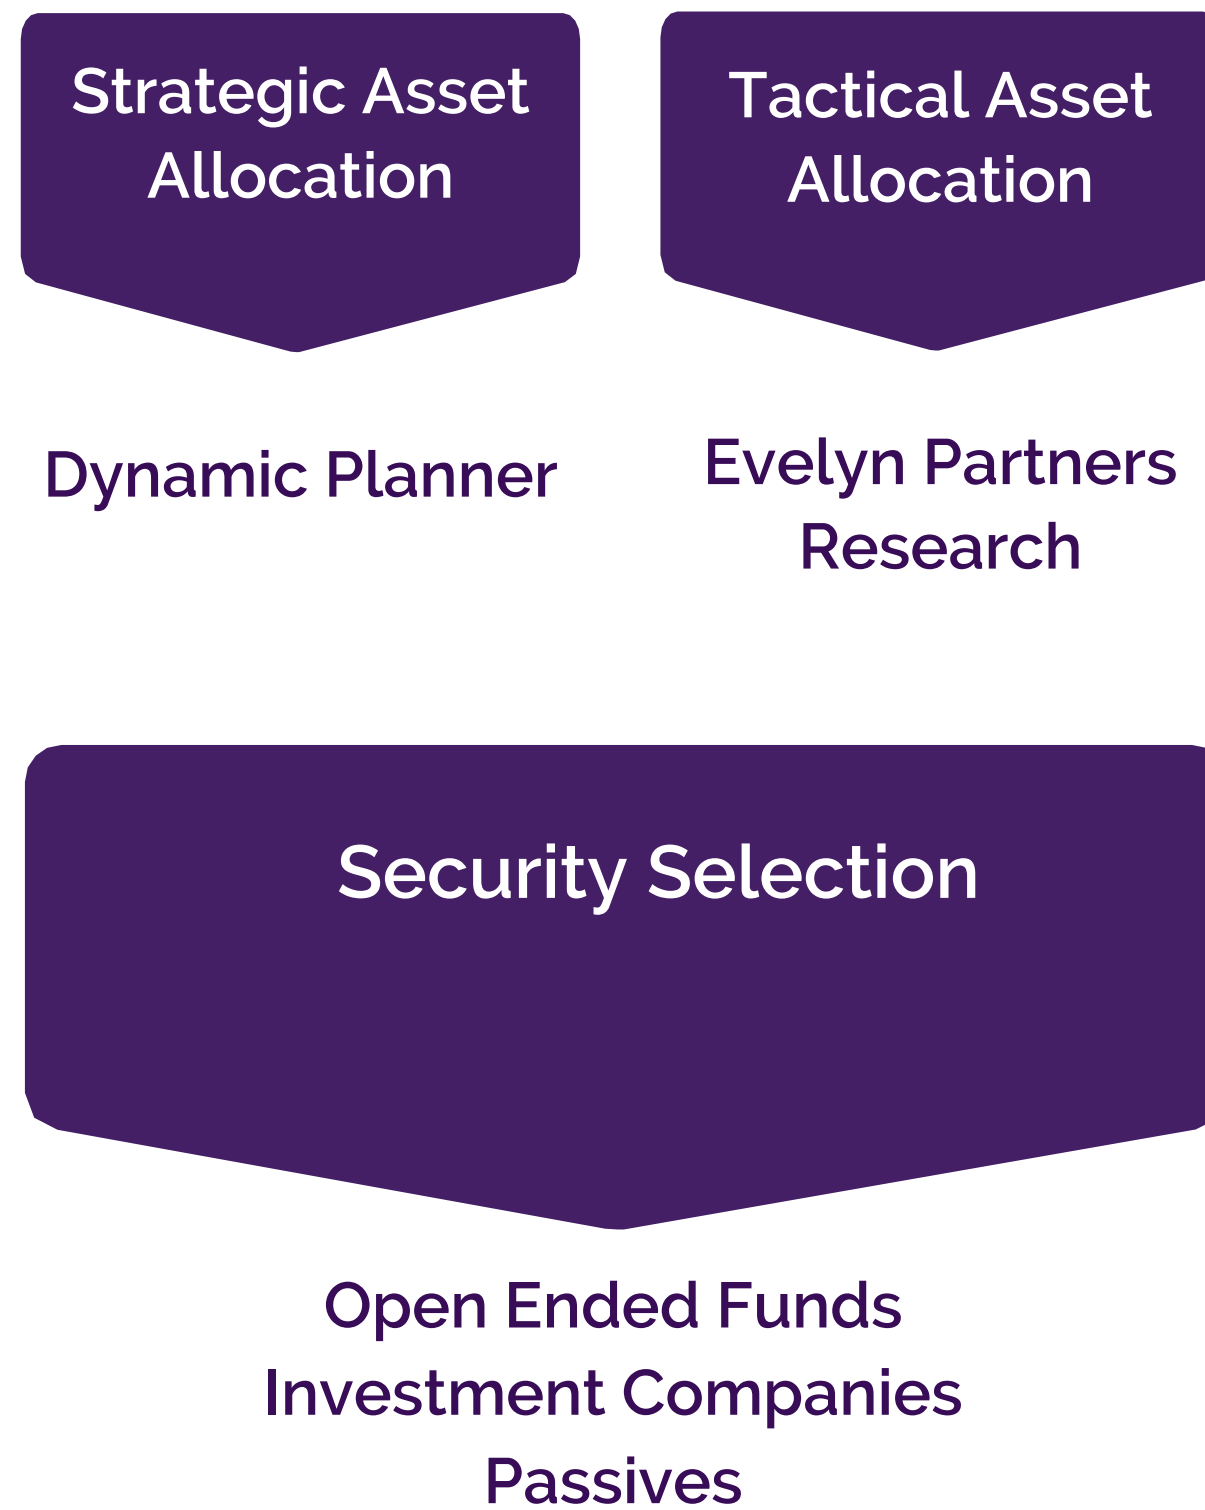 Strategic Asset
Allocation
Tactical Asset
Allocation
Dynamic Planner
Evelyn Partners
Research
Security Selection
Open Ended Funds
Investment Companies
Passives